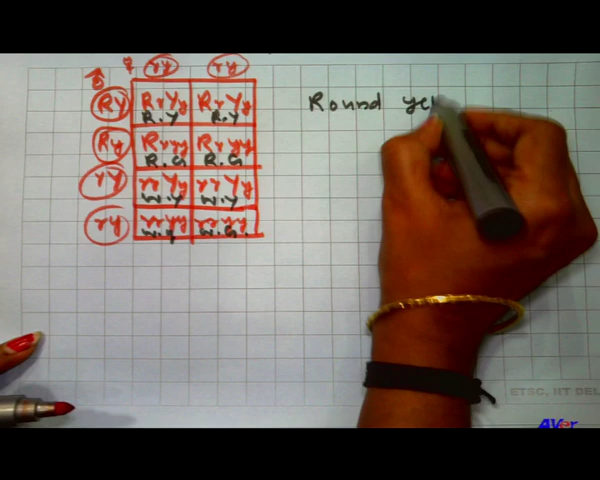 ♀ ry ry
♂
RY RrYy RrYy Round ye
R.Y R.Y
Ry Rryy Rryy
R.G R.G
rY rrYy rrYy
W.Y W.Y
ry rryy rryy
W.G.
ETSC, IIT DEL
AVer